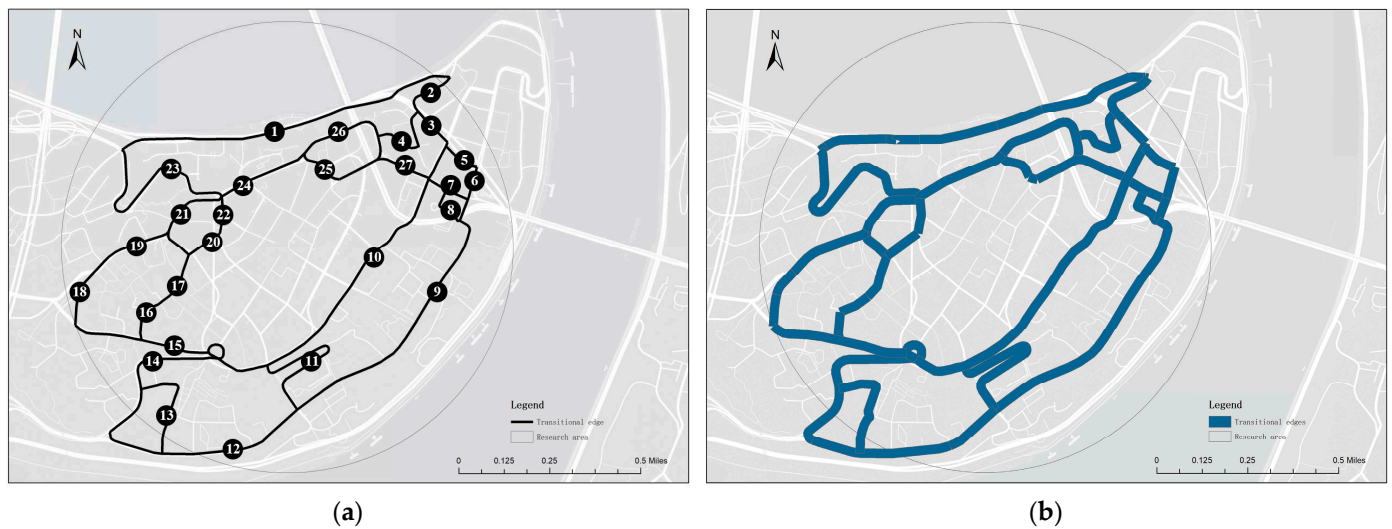 N
2
1
26
3
4
5
23
25
27
6
24
7
21
22
8
20
19
10
17
18
9
16
15
14
11
13
12
Legend
Transitional edge
Research area
0 0.125 0.25 0.5 Miles
(a)
N
Legend
Transitional edges
Research area
0 0.125 0.25 0.5 Miles
(b)